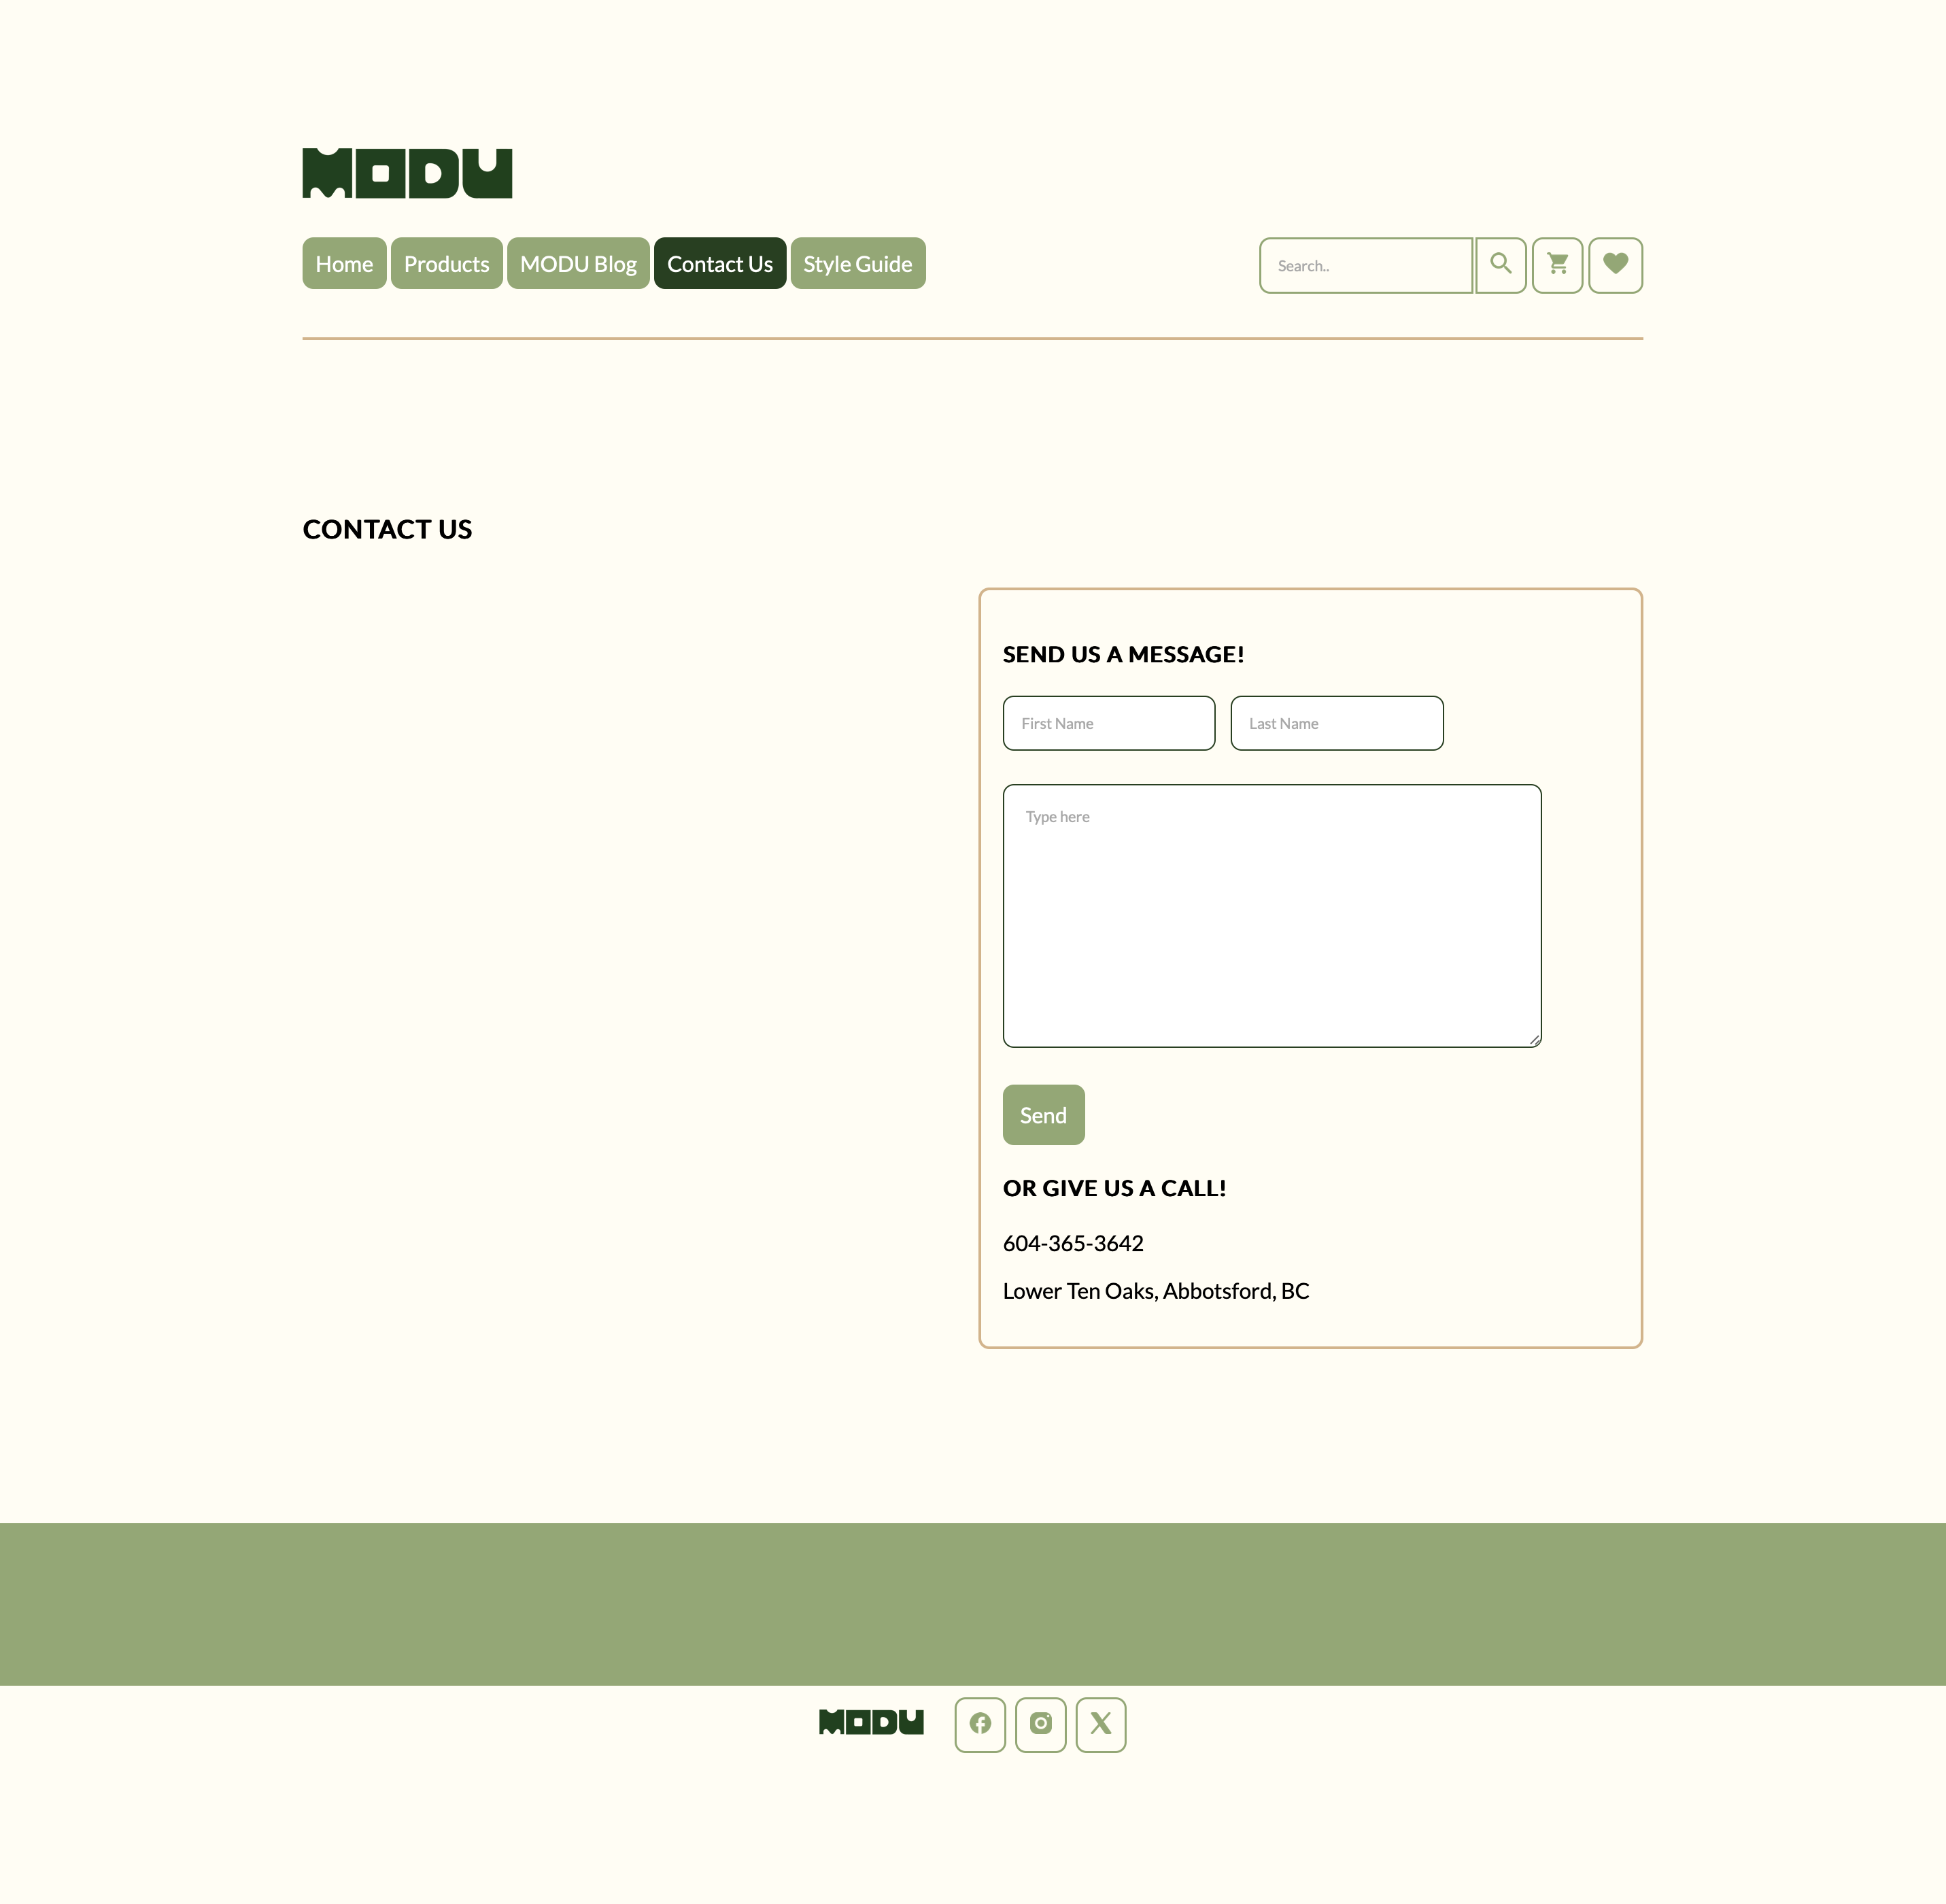 MODU
Home Products MODU Blog Contact Us Style Guide Search..
CONTACT US
SEND US A MESSAGE!
First Name Last Name
Type here
Send
OR GIVE US A CALL!
604-365-3642
Lower Ten Oaks, Abbotsford, BC
MODU